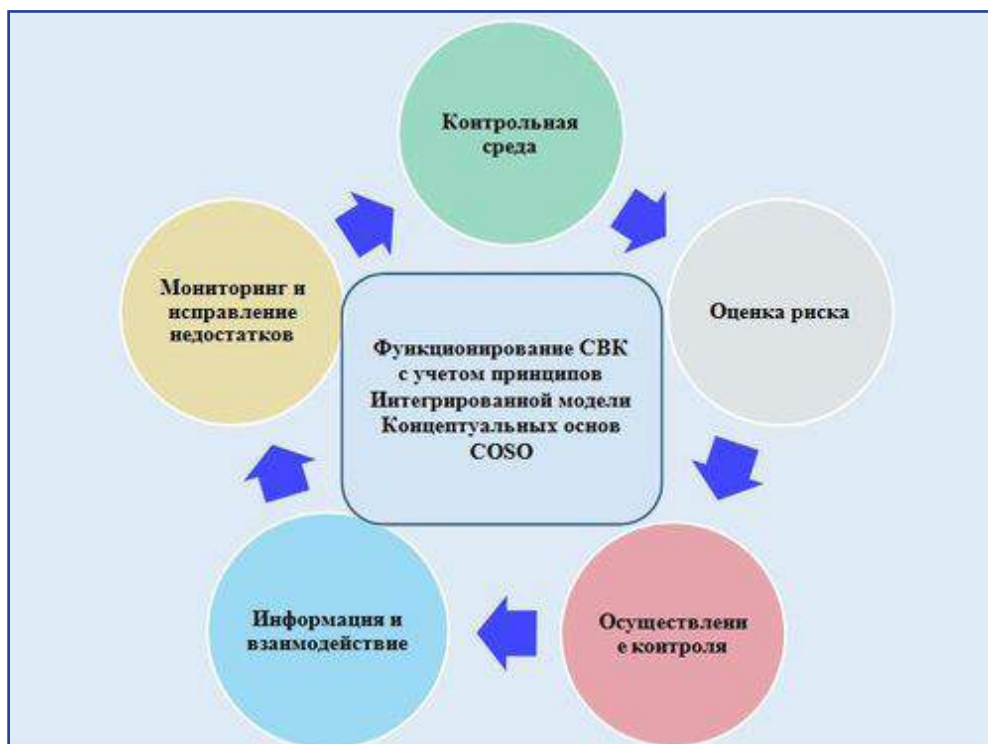 Контрольная
среда
Мониторинг и
исправление
недостатков
Оценка риска
Функционирование СВК
с учетом принципов
Интегрированной модели
Концептуальных основ
COSO
Информация и
взаимодействие
Осуществлени
е контроля